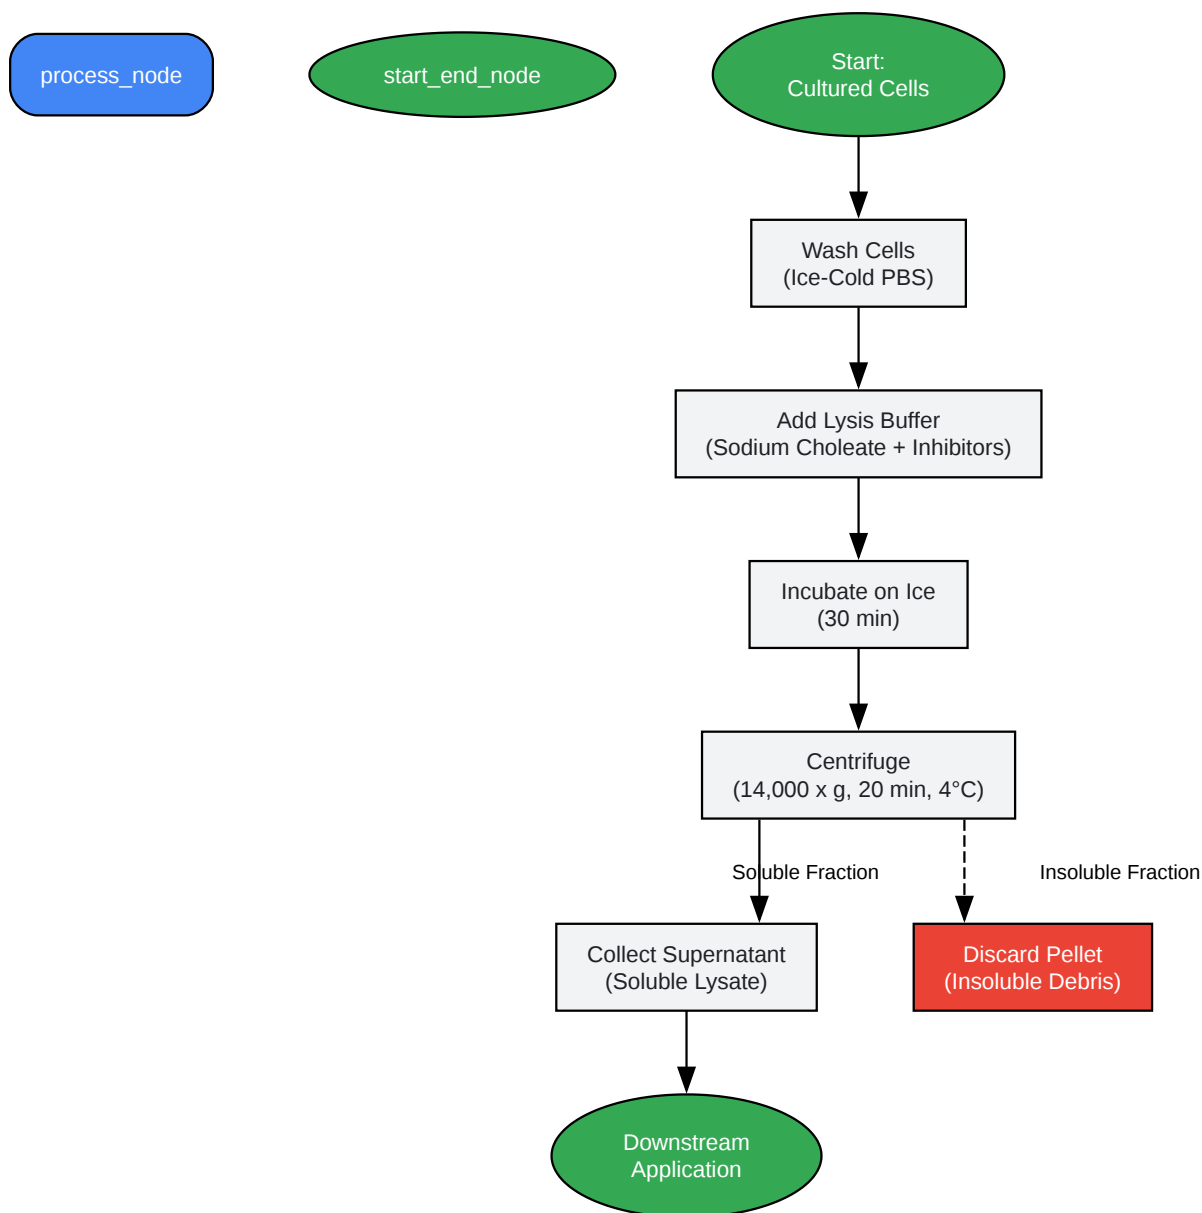 process_node
start_end_node
Start:
Cultured Cells
Wash Cells
(Ice-Cold PBS)
Add Lysis Buffer
(Sodium Choleate + Inhibitors)
Incubate on Ice
(30 min)
Centrifuge
(14,000 x g, 20 min, 4°C)
Soluble Fraction
Insoluble Fraction
Collect Supernatant
(Soluble Lysate)
Discard Pellet
(Insoluble Debris)
Downstream
Application